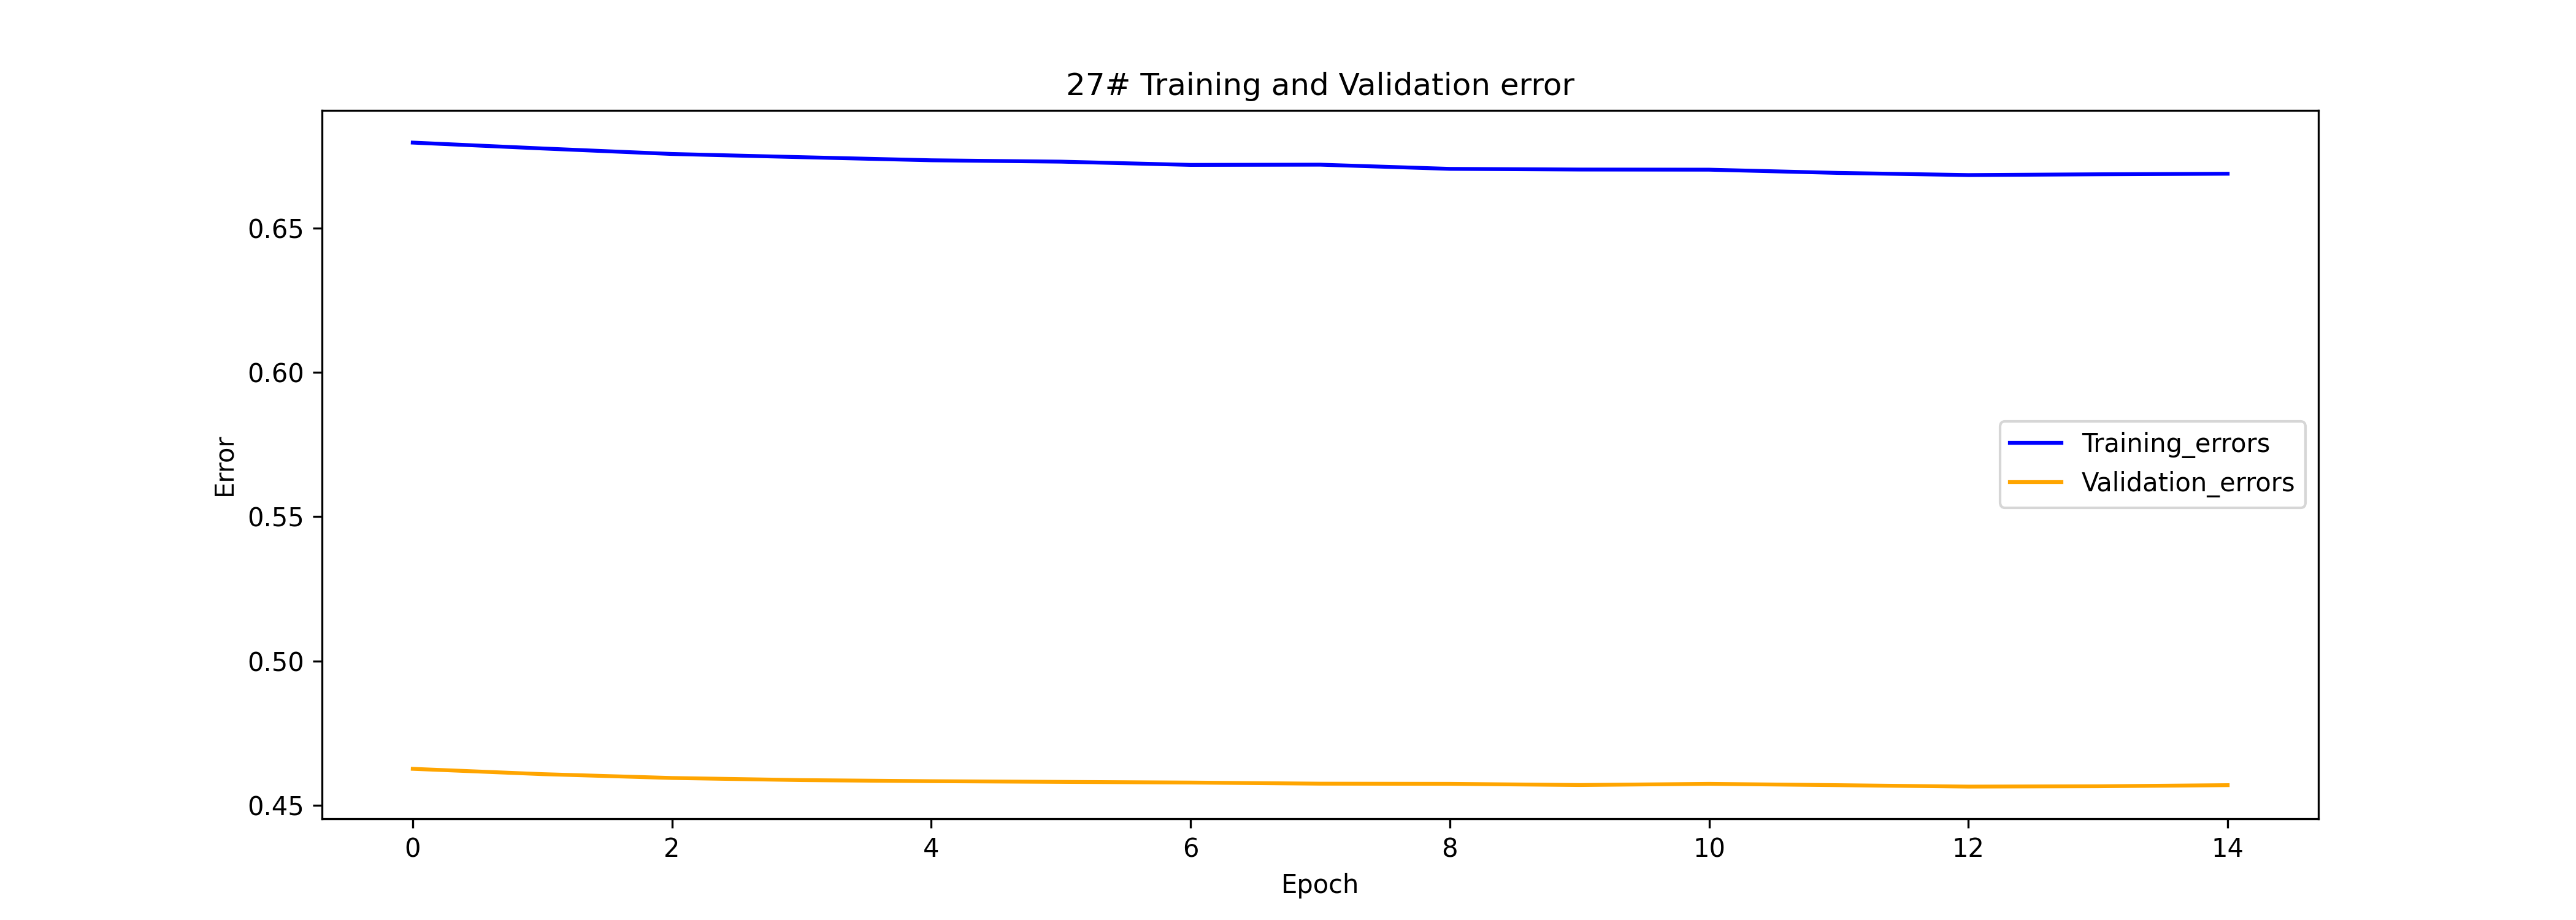 27# Training and Validation error
Error
0.65
0.60
0.55
0.50
0.45
Training_errors
Validation_errors
0 2 4 6 8 10 12 14
Epoch